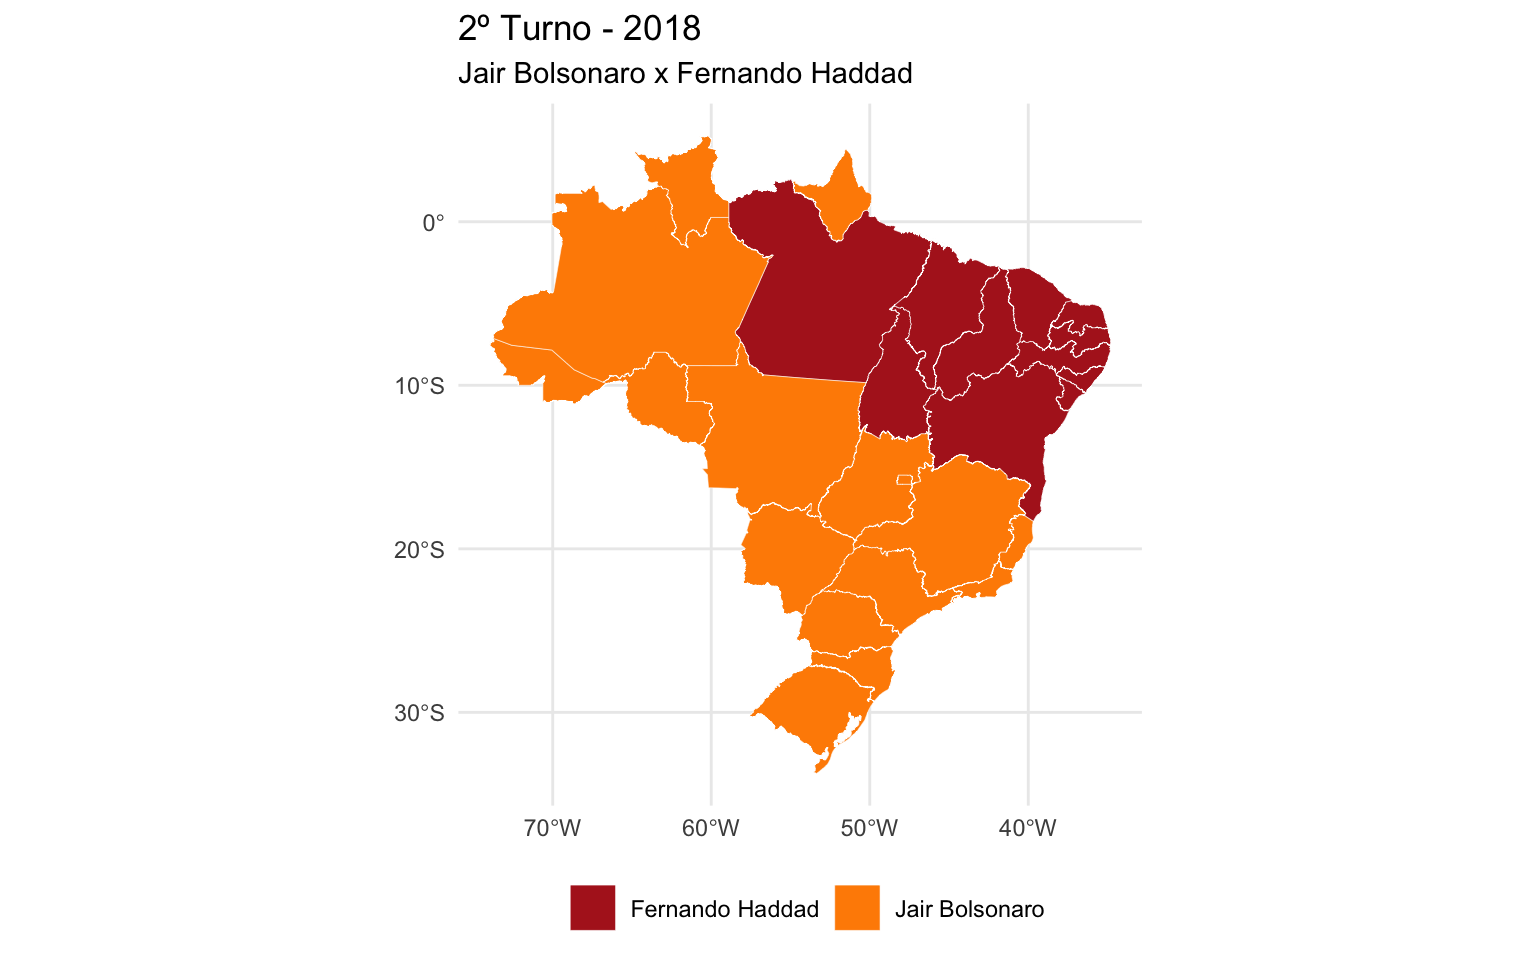 2º Turno - 2018
Jair Bolsonaro x Fernando Haddad
0°
10°S
20°S
30°S
70°W 60°W 50°W 40°W
Fernando Haddad Jair Bolsonaro